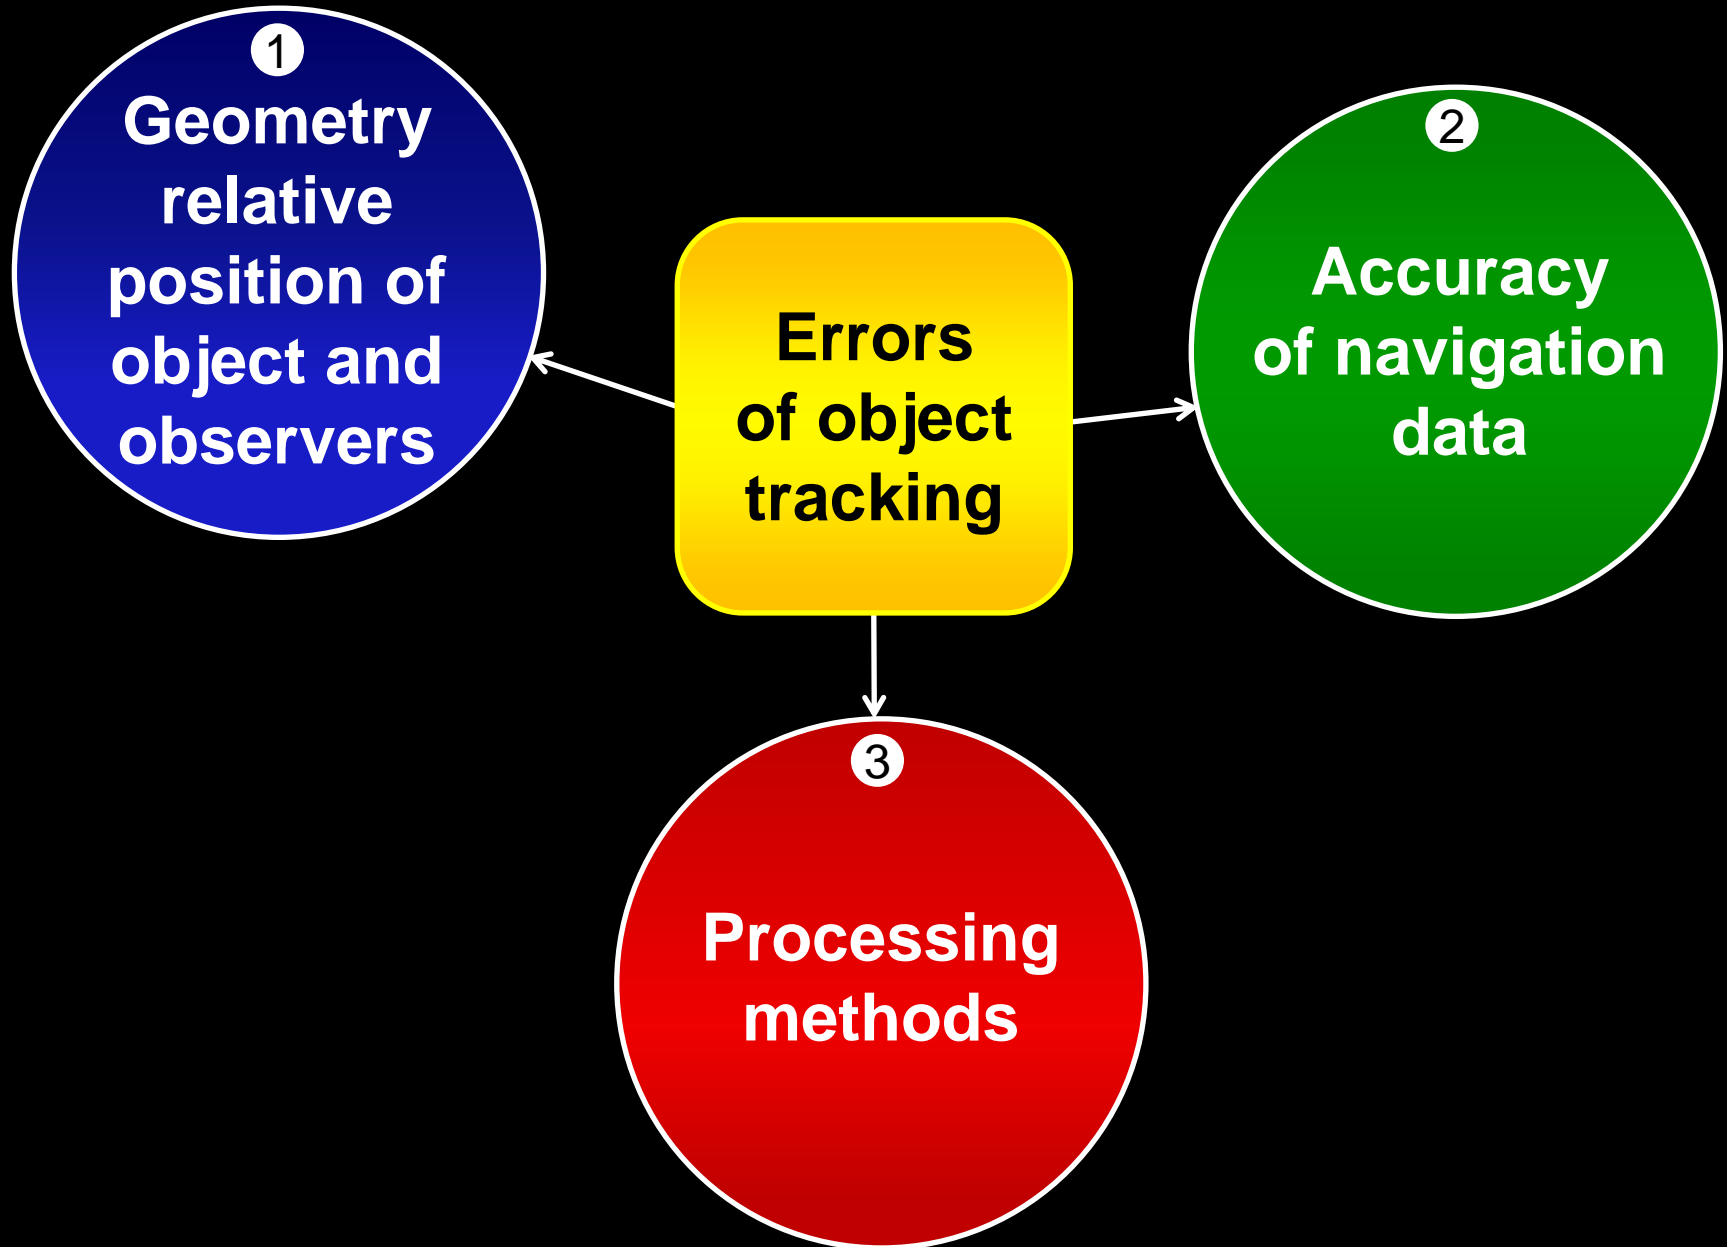 1
Geometry
relative
position of
object and
observers
2
Accuracy
of navigation
data
Errors
of object
tracking
3
Processing
methods